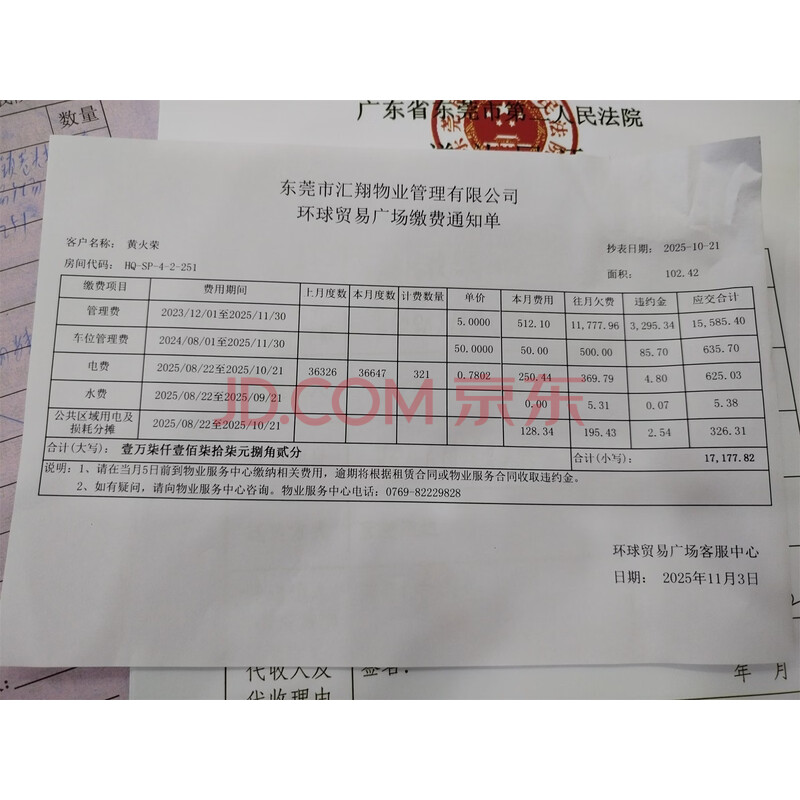 数量
广东省东莞市第二人民法院
东莞市汇翔物业管理有限公司
环球贸易广场缴费通知单
客户名称： 黄火荣
抄表日期： 2025-10-21
房间代码： HQ-SP-4-2-251
面积： 102.42
缴费项目 费用期间 上月度数 本月度数 计费数量 单价 本月费用 往月欠费 违约金 应交合计
管理费 2023/12/01至2025/11/30 5.0000 512.10 11,777.96 3,295.34 15,585.40
车位管理费 2024/08/01至2025/11/30 50.0000 50.00 500.00 85.70 635.70
电费 2025/08/22至2025/10/21 36326 36647 321 0.7802 250.44 369.79 4.80 625.03
水费 2025/08/22至2025/09/21 0.00 5.31 0.07 5.38
公共区域用电及
损耗分摊 2025/08/22至2025/10/21 128.34 195.43 2.54 326.31
合计(大写)： 壹万柒仟壹佰柒拾柒元捌角贰分 合计(小写)： 17,177.82
说明：1、请在当月5日前到物业服务中心缴纳相关费用，逾期将根据租赁合同或物业服务合同收取违约金。
2、如有疑问，请向物业服务中心咨询。物业服务中心电话：0769-82229828
JD.COM 京东
环球贸易广场客服中心
日期： 2025年11月3日
代收人及 签名：
年 月
代收理由